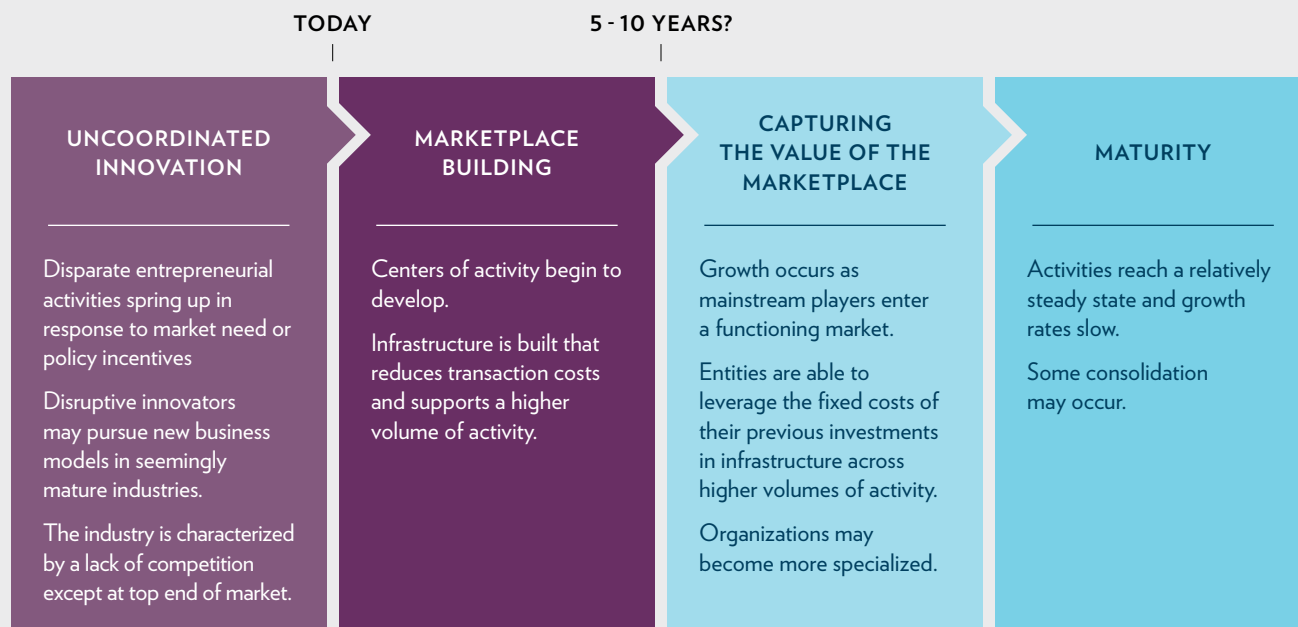 TODAY
5 - 10 YEARS?
UNCOORDINATED
INNOVATION
Disparate entrepreneurial
activities spring up in
response to market need or
policy incentives
Disruptive innovators
may pursue new business
models in seemingly
mature industries.
The industry is characterized
by a lack of competition
except at top end of market.
MARKETPLACE
BUILDING
Centers of activity begin to
develop.
Infrastructure is built that
reduces transaction costs
and supports a higher
volume of activity.
CAPTURING
THE VALUE OF THE
MARKETPLACE
Growth occurs as
mainstream players enter
a functioning market.
Entities are able to
leverage the fixed costs of
their previous investments
in infrastructure across
higher volumes of activity.
Organizations may
become more specialized.
MATURITY
Activities reach a relatively
steady state and growth
rates slow.
Some consolidation
may occur.